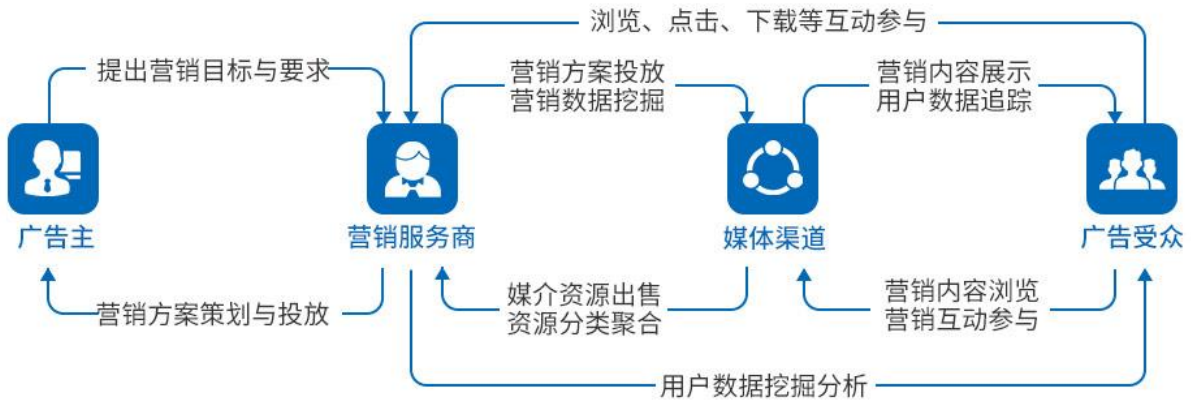 浏览、点击、下载等互动参与
提出营销目标与要求
营销方案投放
营销数据挖掘
营销内容展示
用户数据追踪
广告主
营销服务商
媒体渠道
广告受众
营销方案策划与投放
媒介资源出售
资源分类聚合
营销内容浏览
营销互动参与
用户数据挖掘分析